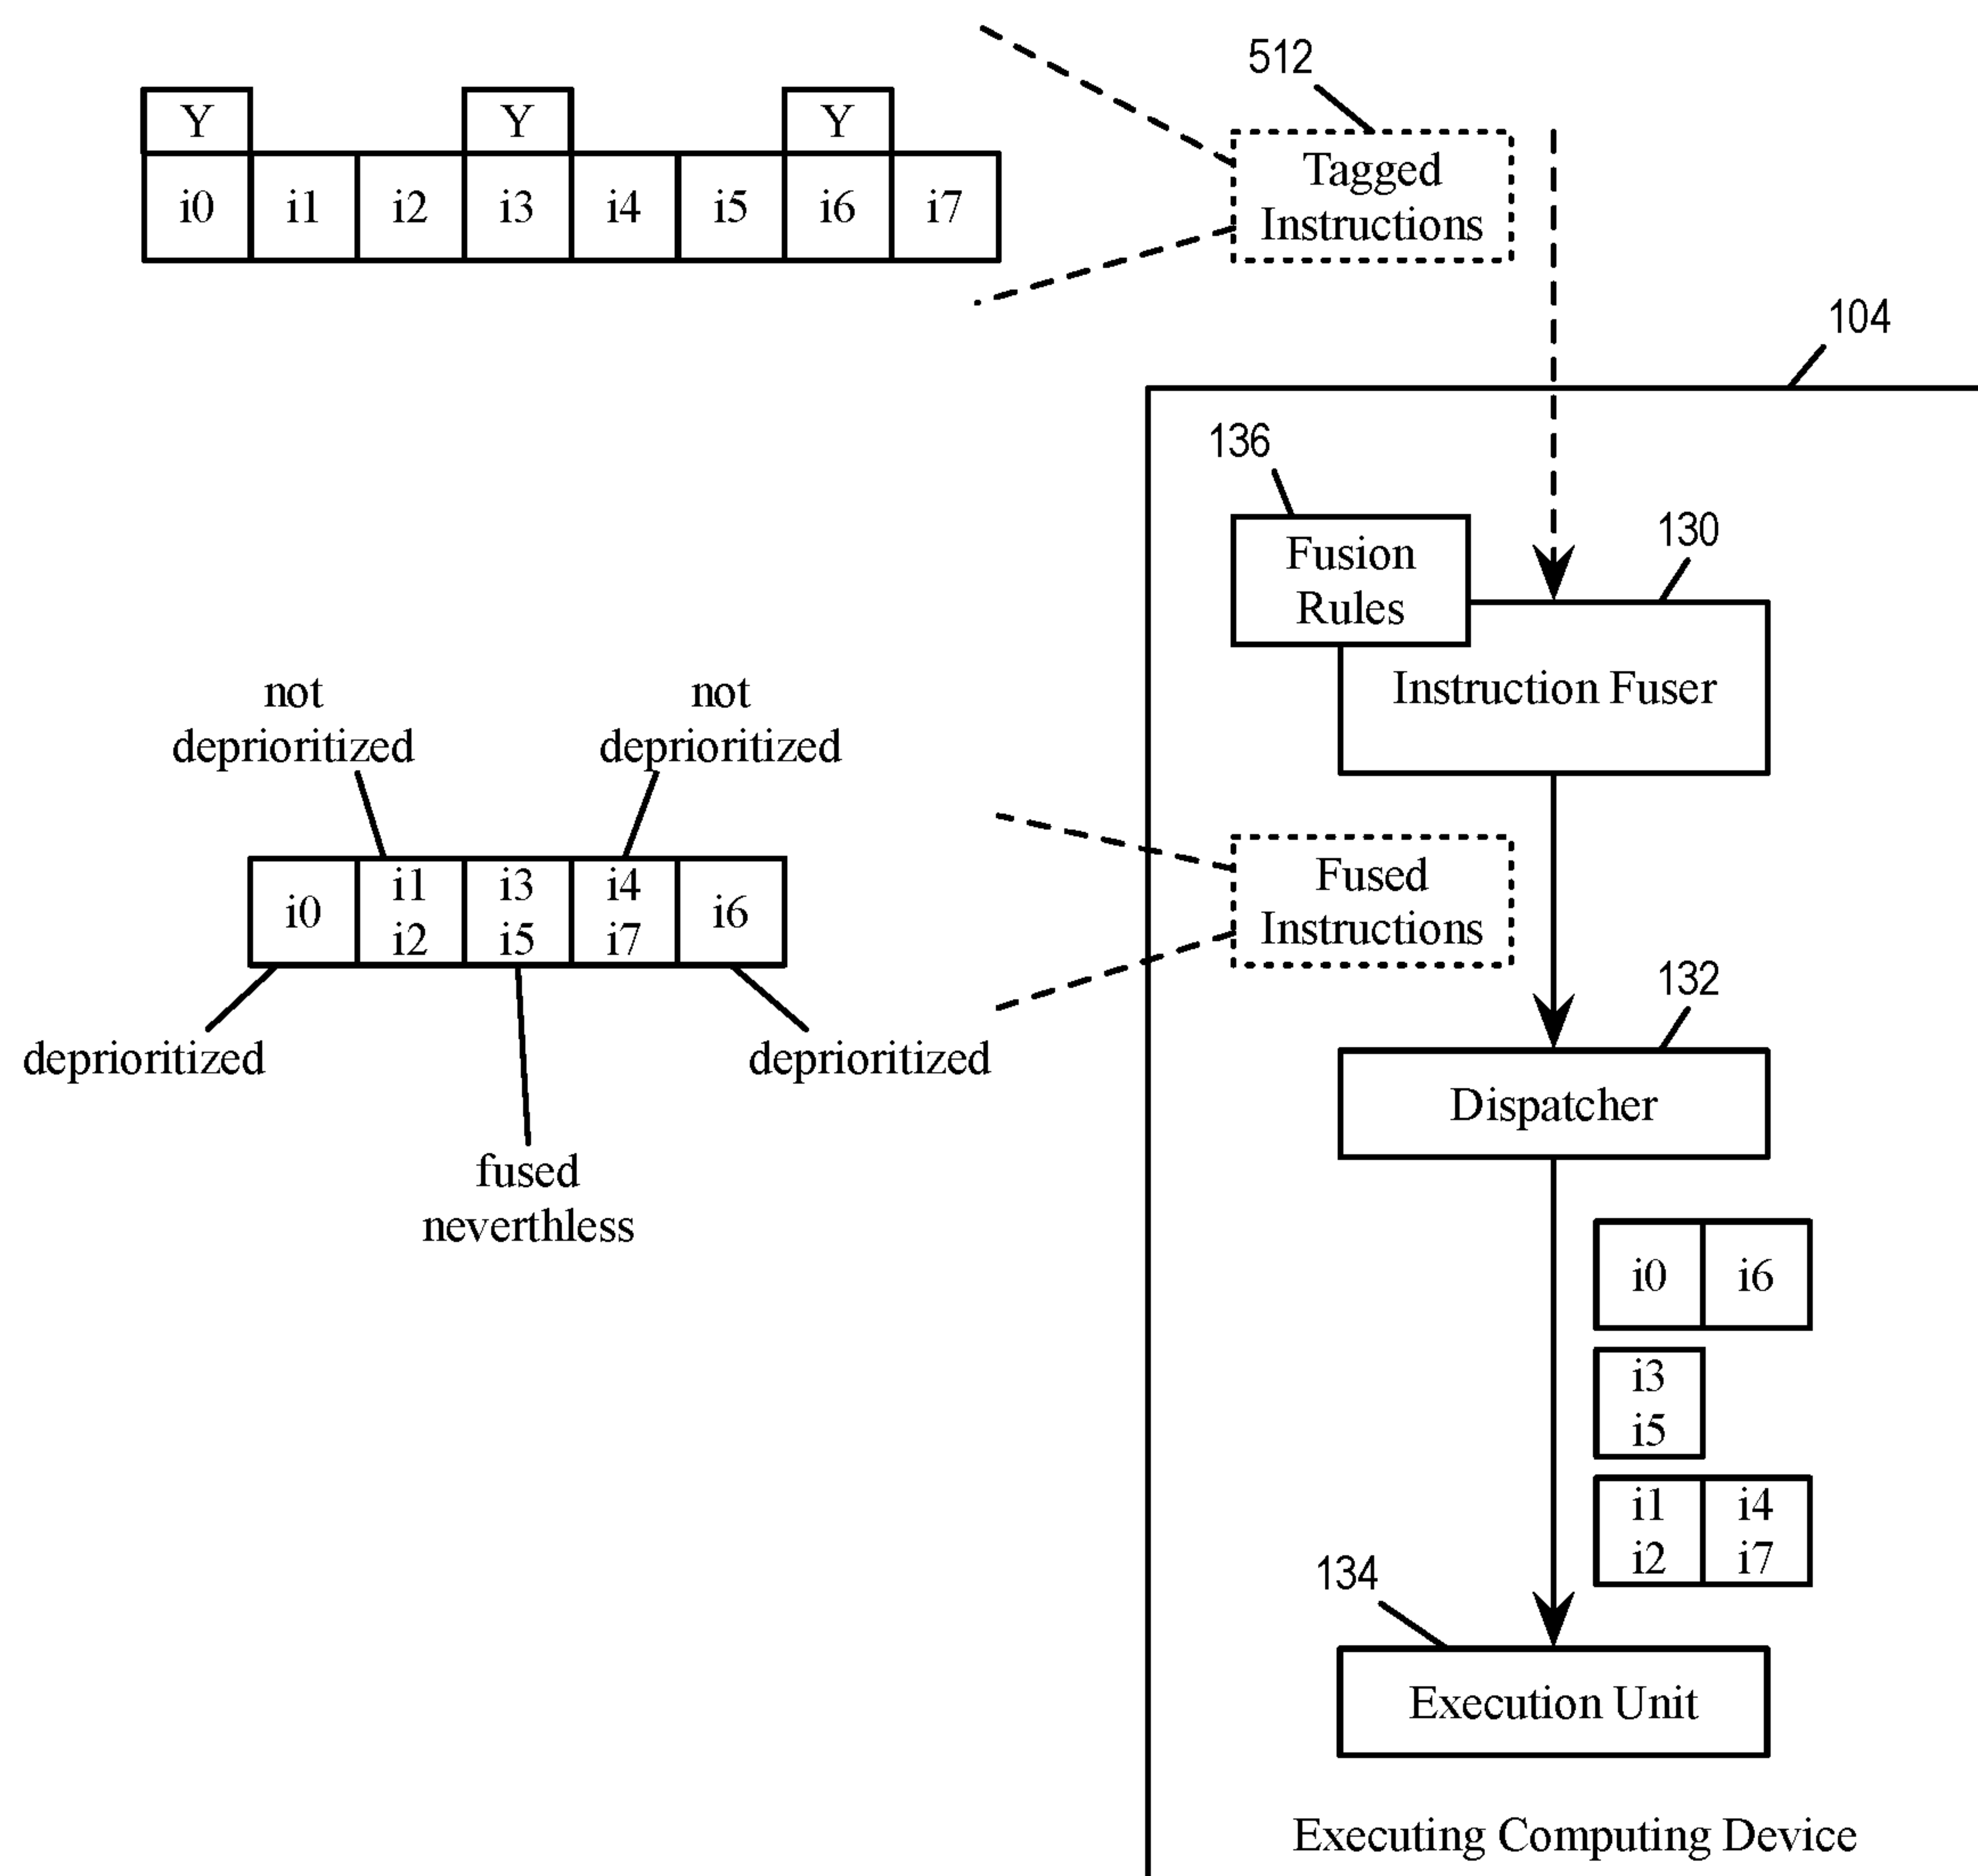 512
Y Y Y
i0 i1 i2 i3 i4 i5 i6 i7
Tagged
Instructions
104
136
Fusion
Rules
130
Instruction Fuser
not
deprioritized
not
deprioritized
i0
i1
i2
i3
i5
i4
i7
i6
deprioritized
deprioritized
fused
neverthless
Fused
Instructions
132
Dispatcher
i0 i6
i3
i5
i1 i4
i2 i7
134
Execution Unit
Executing Computing Device